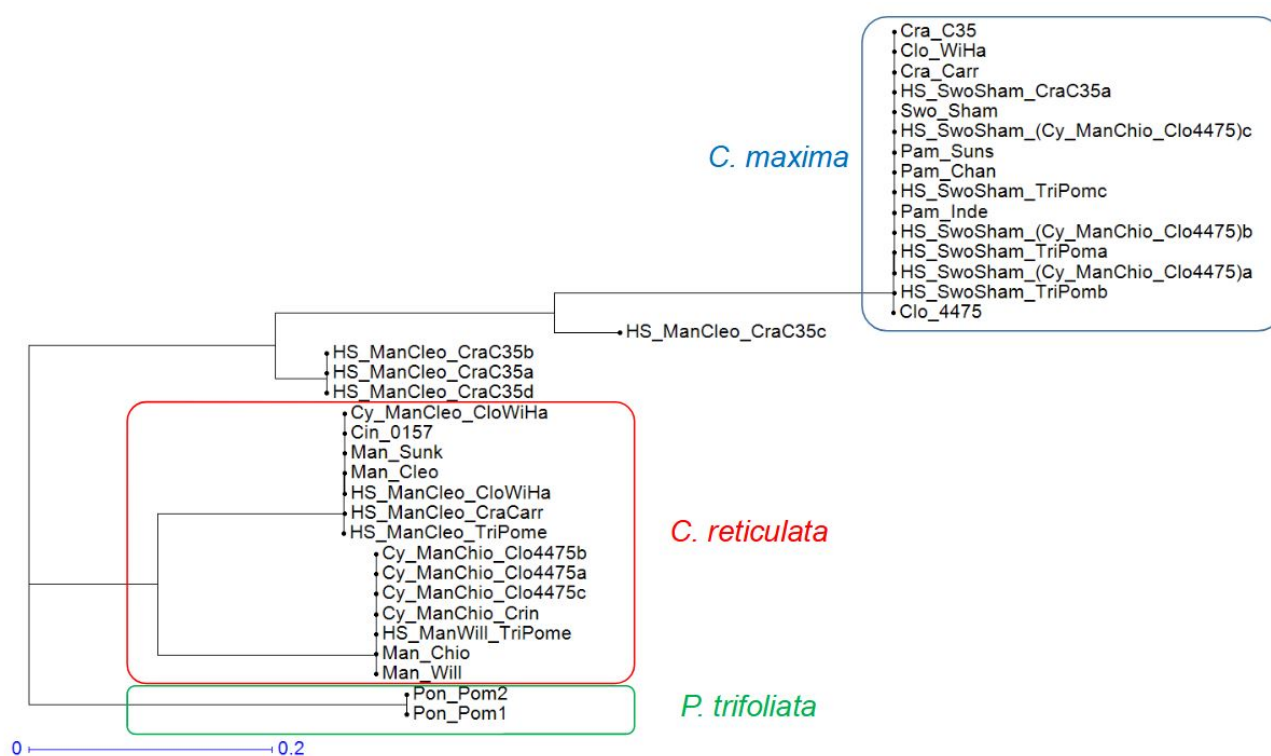 Cra_C35
Clo_WiHa
Cra_Carr
HS_SwoSham_CraC35a
Swo_Sham
HS_SwoSham_(Cy_ManChio_Clo4475)c
C. maxima
Pam_Suns
Pam_Chan
HS_SwoSham_TriPomc
Pam_Inde
HS_SwoSham_(Cy_ManChio_Clo4475)b
HS_SwoSham_TriPoma
HS_SwoSham_(Cy_ManChio_Clo4475)a
HS_SwoSham_TriPomb
Clo_4475
HS_ManCleo_CraC35c
HS_ManCleo_CraC35b
HS_ManCleo_CraC35a
HS_ManCleo_CraC35d
Cy_ManCleo_CloWiHa
Cin_0157
Man_Sunk
Man_Cleo
HS_ManCleo_CloWiHa
HS_ManCleo_CraCarr
HS_ManCleo_TriPome
C. reticulata
Cy_ManChio_Clo4475b
Cy_ManChio_Clo4475a
Cy_ManChio_Clo4475c
Cy_ManChio_Crin
HS_ManWill_TriPome
Man_Chio
Man_Will
Pon_Pom2
Pon_Pom1
P. trifoliata
0 0.2